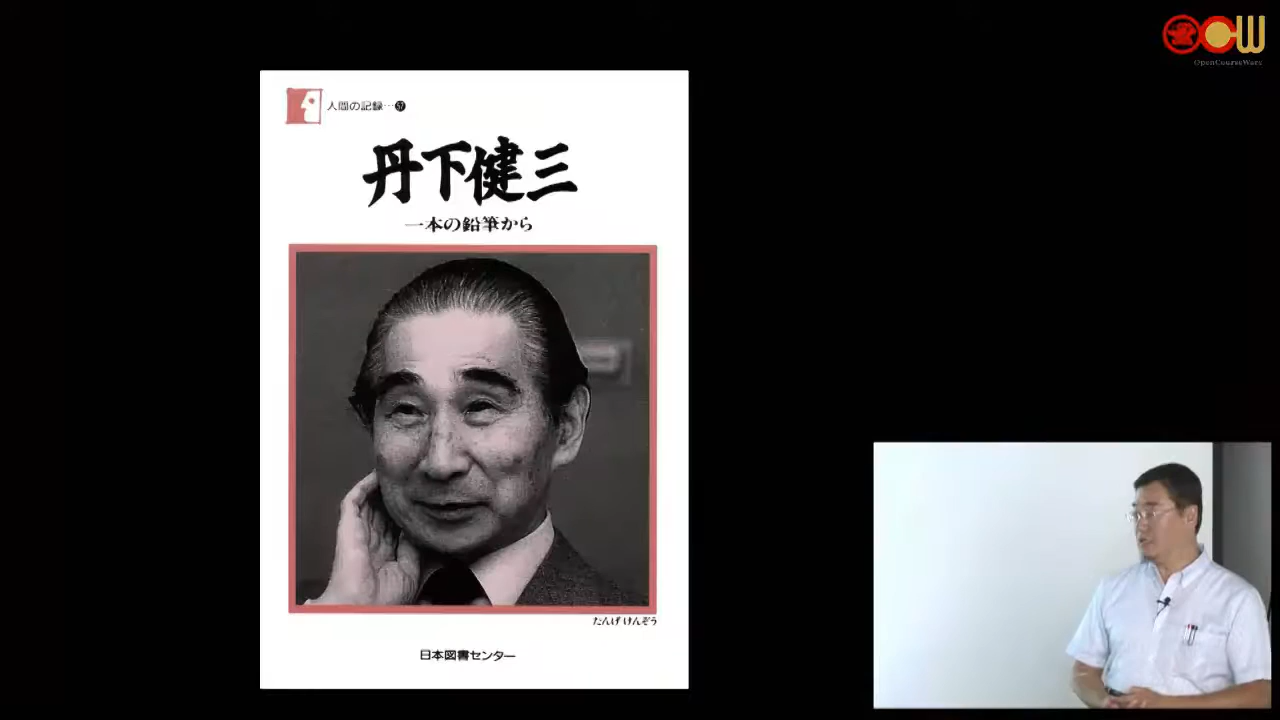 OCW
OpenCourseWare
人間の記録…57
丹下健三
一本の鉛筆から
たんげ けんぞう
日本図書センター